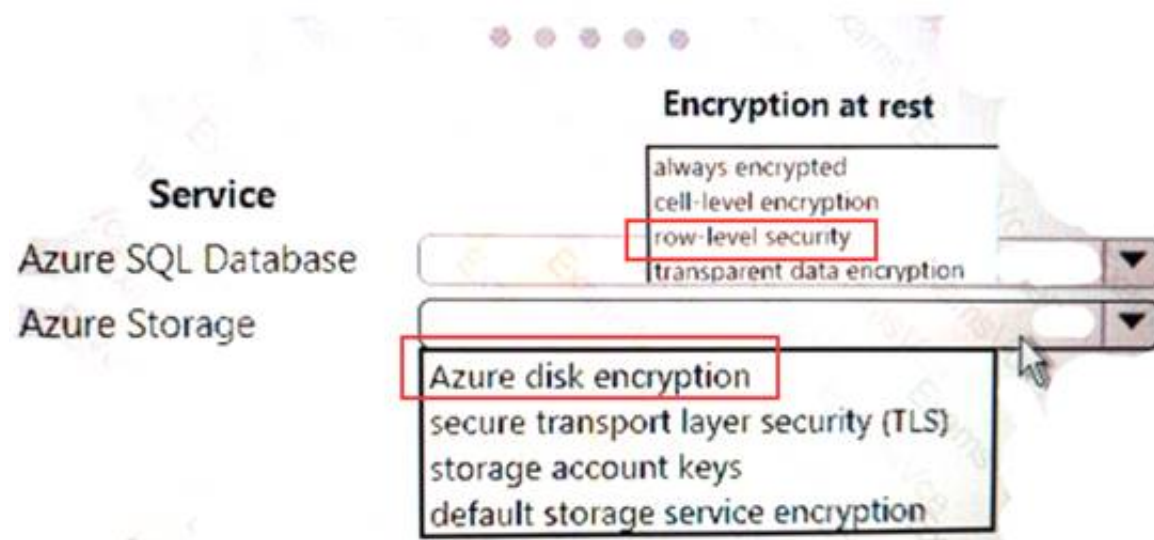 Encryption at rest
always encrypted
cell-level encryption
Service
row-level security
Azure SQL Database
transparent data encryption
Azure Storage
Azure disk encryption
secure transport layer security (TLS)
storage account keys
default storage service encryption